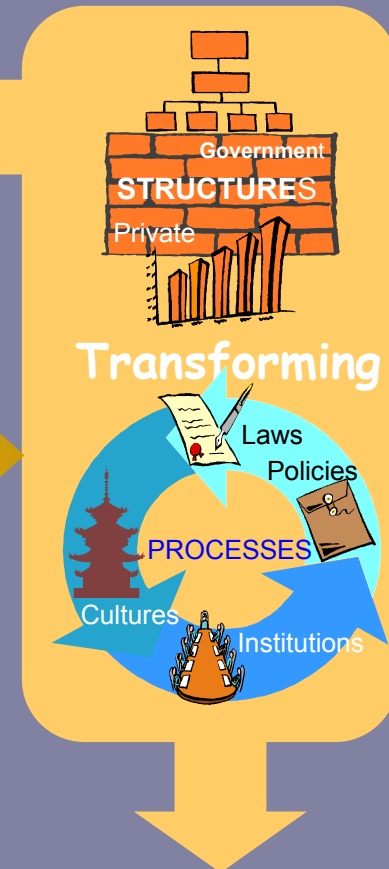 Government
STRUCTURES
Private
Transforming
Laws
Policies
PROCESSES
Cultures
Institutions